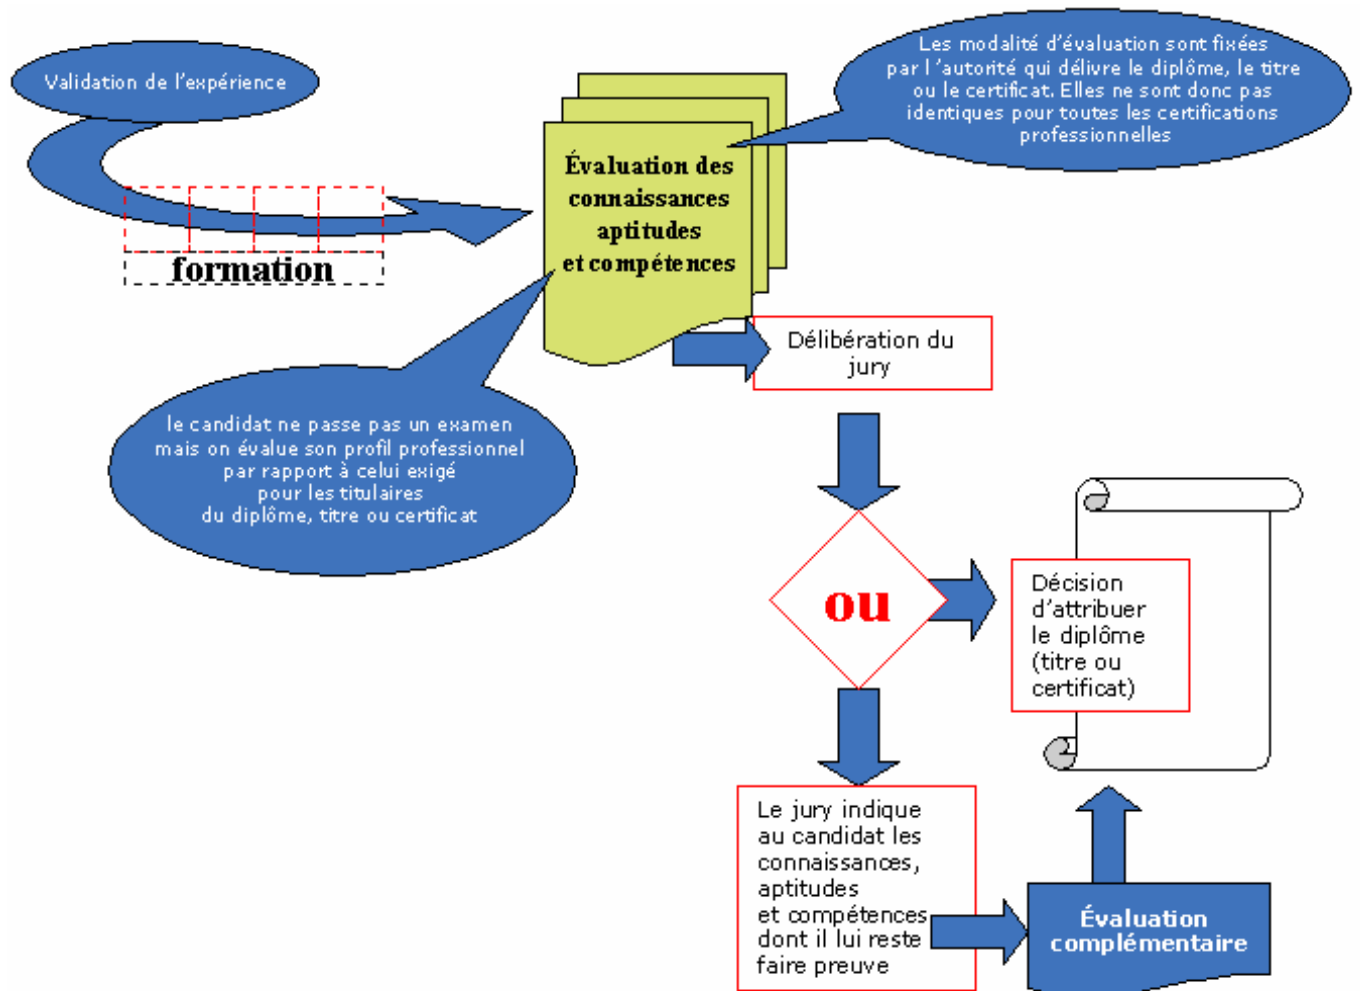 Validation de l'expérience
Les modalité d'évaluation sont fixées
par l 'autorité qui délivre le diplôme, le titre
ou le certificat. Elles ne sont donc pas
identiques pour toutes les certifications
professionnelles
Évaluation des
connaissances
aptitudes
et compétences
formation
Délibération du
jury
le candidat ne passe pas un examen
mais on évalue son profil professionnel
par rapport à celui exigé
pour les titulaires
du diplôme, titre ou certificat
ou
Décision
d'attribuer
le diplôme
(titre ou
certificat)
Le jury indique
au candidat les
connaissances,
aptitudes
et compétences
dont il lui reste
faire preuve
Évaluation
complémentaire